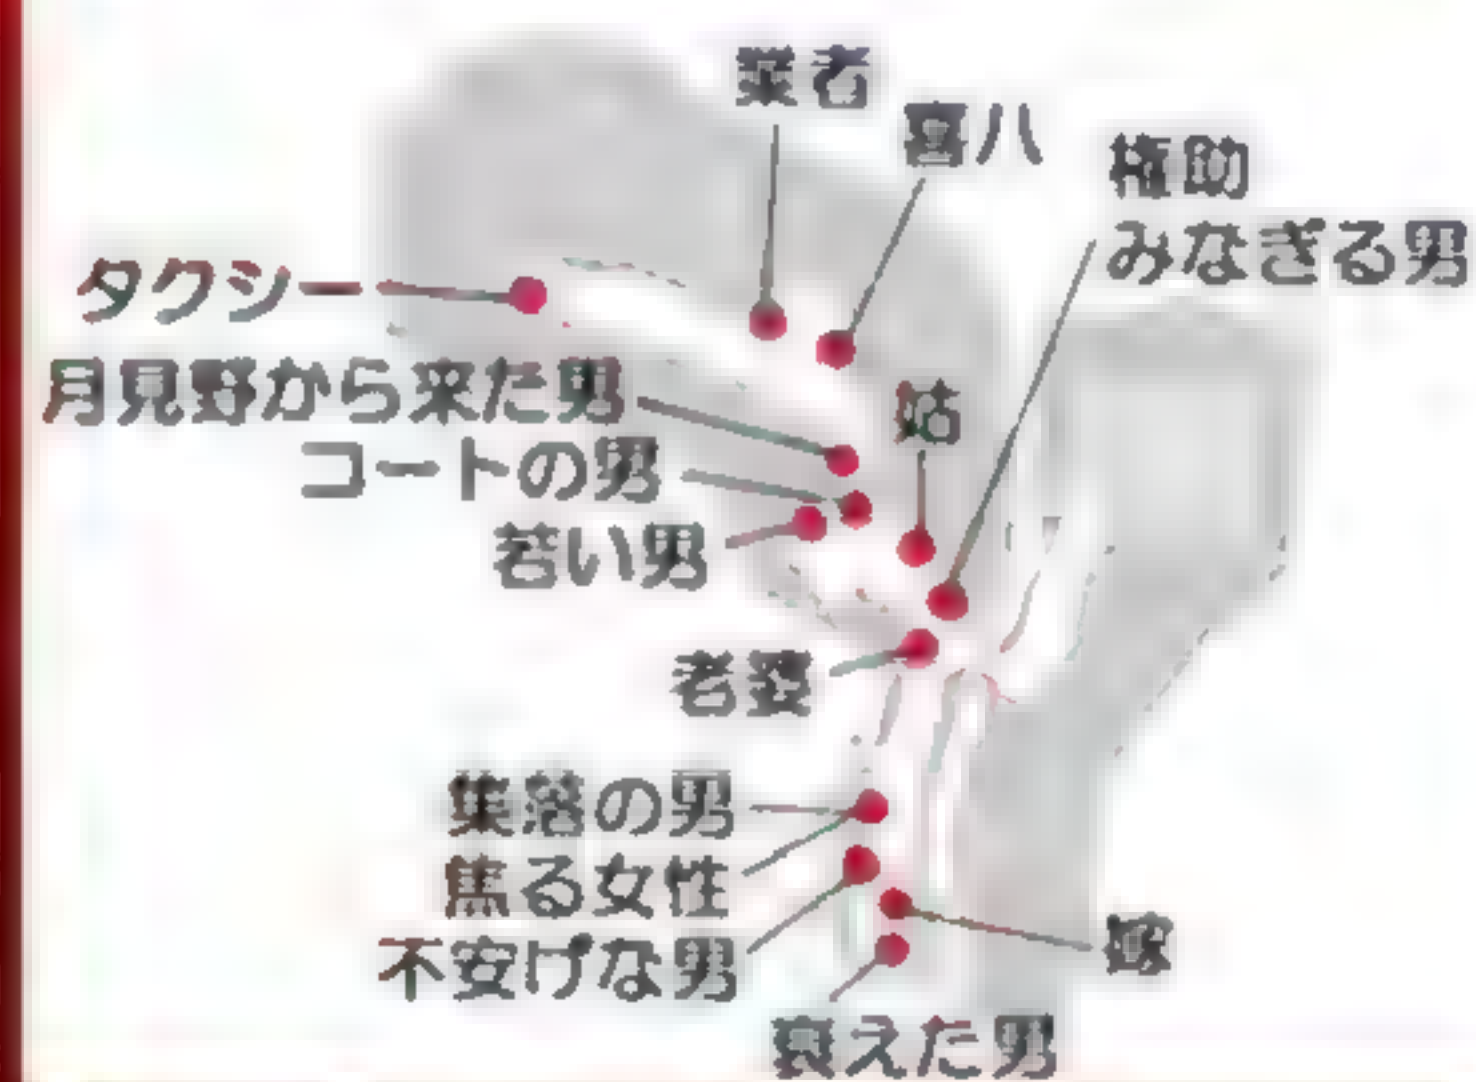 業者
喜八
権助
みなぎる男
タクシー
月見野から来た男
姑
コートの男
若い男
老婆
集落の男
焦る女性
不安げな男
嫁
衰えた男